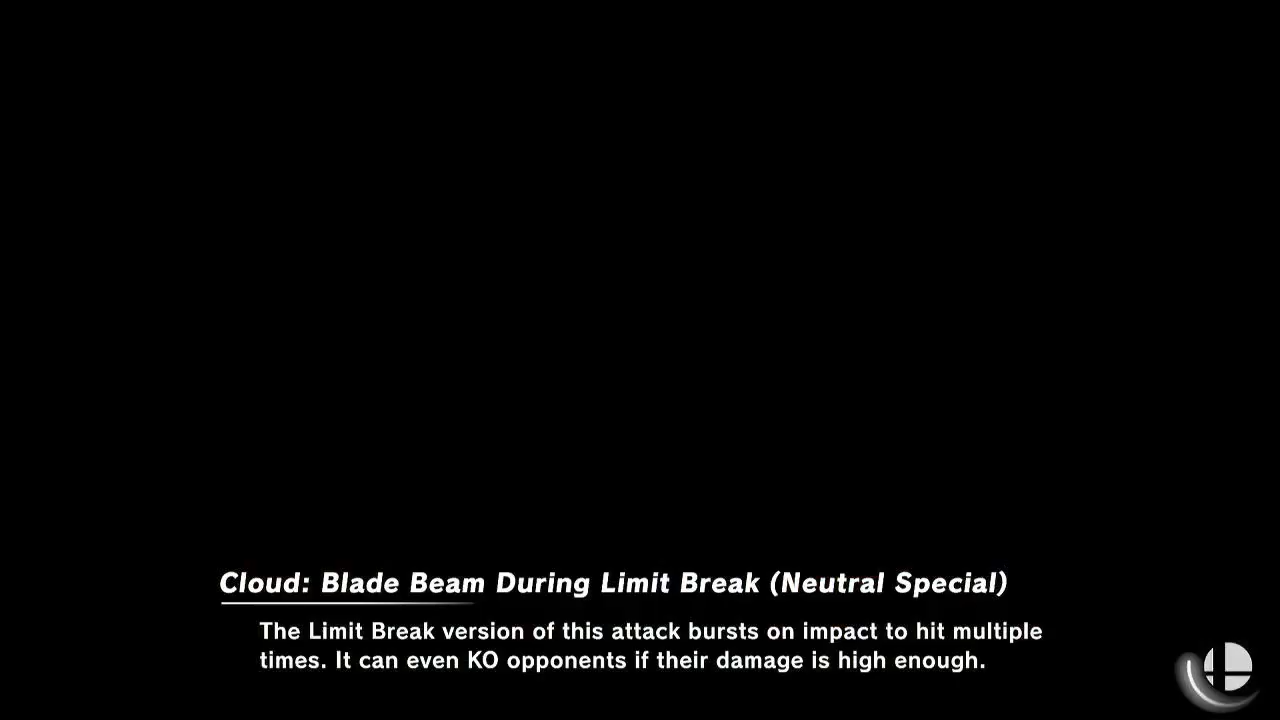 Cloud: Blade Beam During Limit Break (Neutral Special)
The Limit Break version of this attack bursts on impact to hit multiple
times. It can even KO opponents if their damage is high enough.